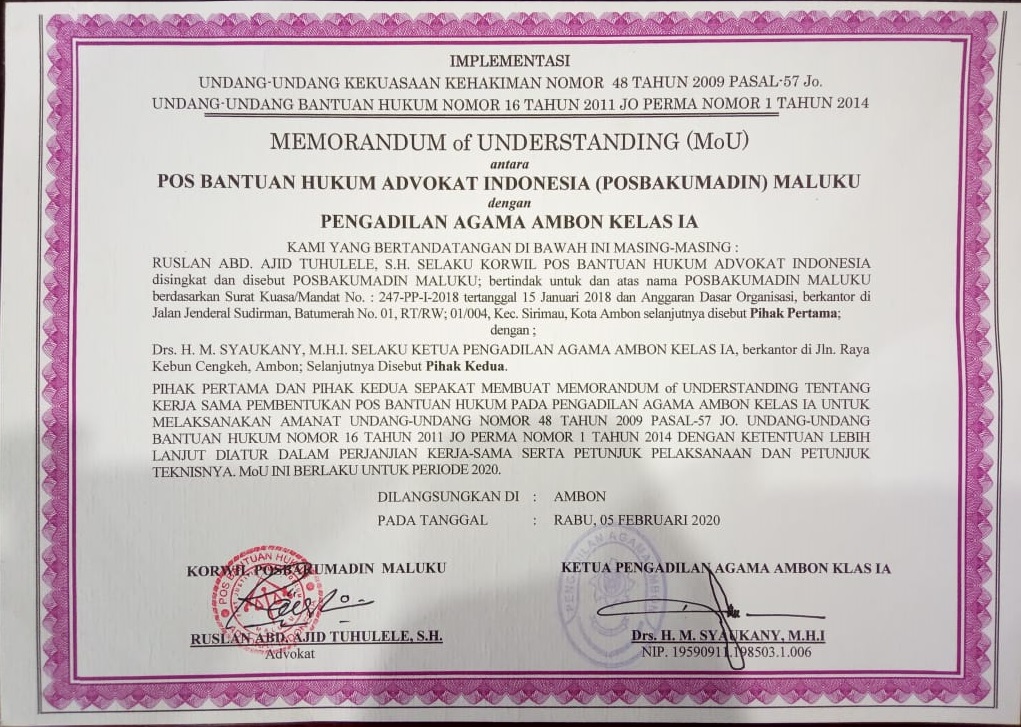 IMPLEMENTASI
UNDANG-UNDANG KEKUASAAN KEHAKIMAN NOMOR 48 TAHUN 2009 PASAL-57 Jo.
UNDANG-UNDANG BANTUAN HUKUM NOMOR 16 TAHUN 2011 JO PERMA NOMOR 1 TAHUN 2014
MEMORANDUM of UNDERSTANDING (MoU)
antara
POS BANTUAN HUKUM ADVOKAT INDONESIA (POSBAKUMADIN) MALUKU
dengan
PENGADILAN AGAMA AMBON KELAS IA
KAMI YANG BERTANDATANGAN DI BAWAH INI MASING-MASING :
RUSLAN ABD. AJID TUHULELE, S.H. SELAKU KORWIL POS BANTUAN HUKUM ADVOKAT INDONESIA
disingkat dan disebut POSBAKUMADIN MALUKU; bertindak untuk dan atas nama POSBAKUMADIN MALUKU
berdasarkan Surat Kuasa/Mandat No. : 247-PP-I-2018 tertanggal 15 Januari 2018 dan Anggaran Dasar Organisasi, berkantor di
Jalan Jenderal Sudirman, Batumerah No. 01, RT/RW; 01/004, Kec. Sirimau, Kota Ambon selanjutnya disebut Pihak Pertama;
dengan ;
Drs. H. M. SYAUKANY, M.H.I. SELAKU KETUA PENGADILAN AGAMA AMBON KELAS IA, berkantor di Jln. Raya
Kebun Cengkeh, Ambon; Selanjutnya Disebut Pihak Kedua.
PIHAK PERTAMA DAN PIHAK KEDUA SEPAKAT MEMBUAT MEMORANDUM of UNDERSTANDING TENTANG
KERJA SAMA PEMBENTUKAN POS BANTUAN HUKUM PADA PENGADILAN AGAMA AMBON KELAS IA UNTUK
MELAKSANAKAN AMANAT UNDANG-UNDANG NOMOR 48 TAHUN 2009 PASAL-57 JO. UNDANG-UNDANG
BANTUAN HUKUM NOMOR 16 TAHUN 2011 JO PERMA NOMOR 1 TAHUN 2014 DENGAN KETENTUAN LEBIH
LANJUT DIATUR DALAM PERJANJIAN KERJA-SAMA SERTA PETUNJUK PELAKSANAAN DAN PETUNJUK
TEKNISNYA. MoU INI BERLAKU UNTUK PERIODE 2020.
DILANGSUNGKAN DI : AMBON
PADA TANGGAL : RABU, 05 FEBRUARI 2020
KORWIL POSBAKUMADIN MALUKU
KETUA PENGADILAN AGAMA AMBON KLAS IA
POS BANTUAN HUKUM
PENGADILAN AGAMA AMBON
RUSLAN ABD. AJID TUHULELE, S.H.
Advokat
Drs. H. M. SYAUKANY, M.H.I
NIP. 19590911.198503.1.006